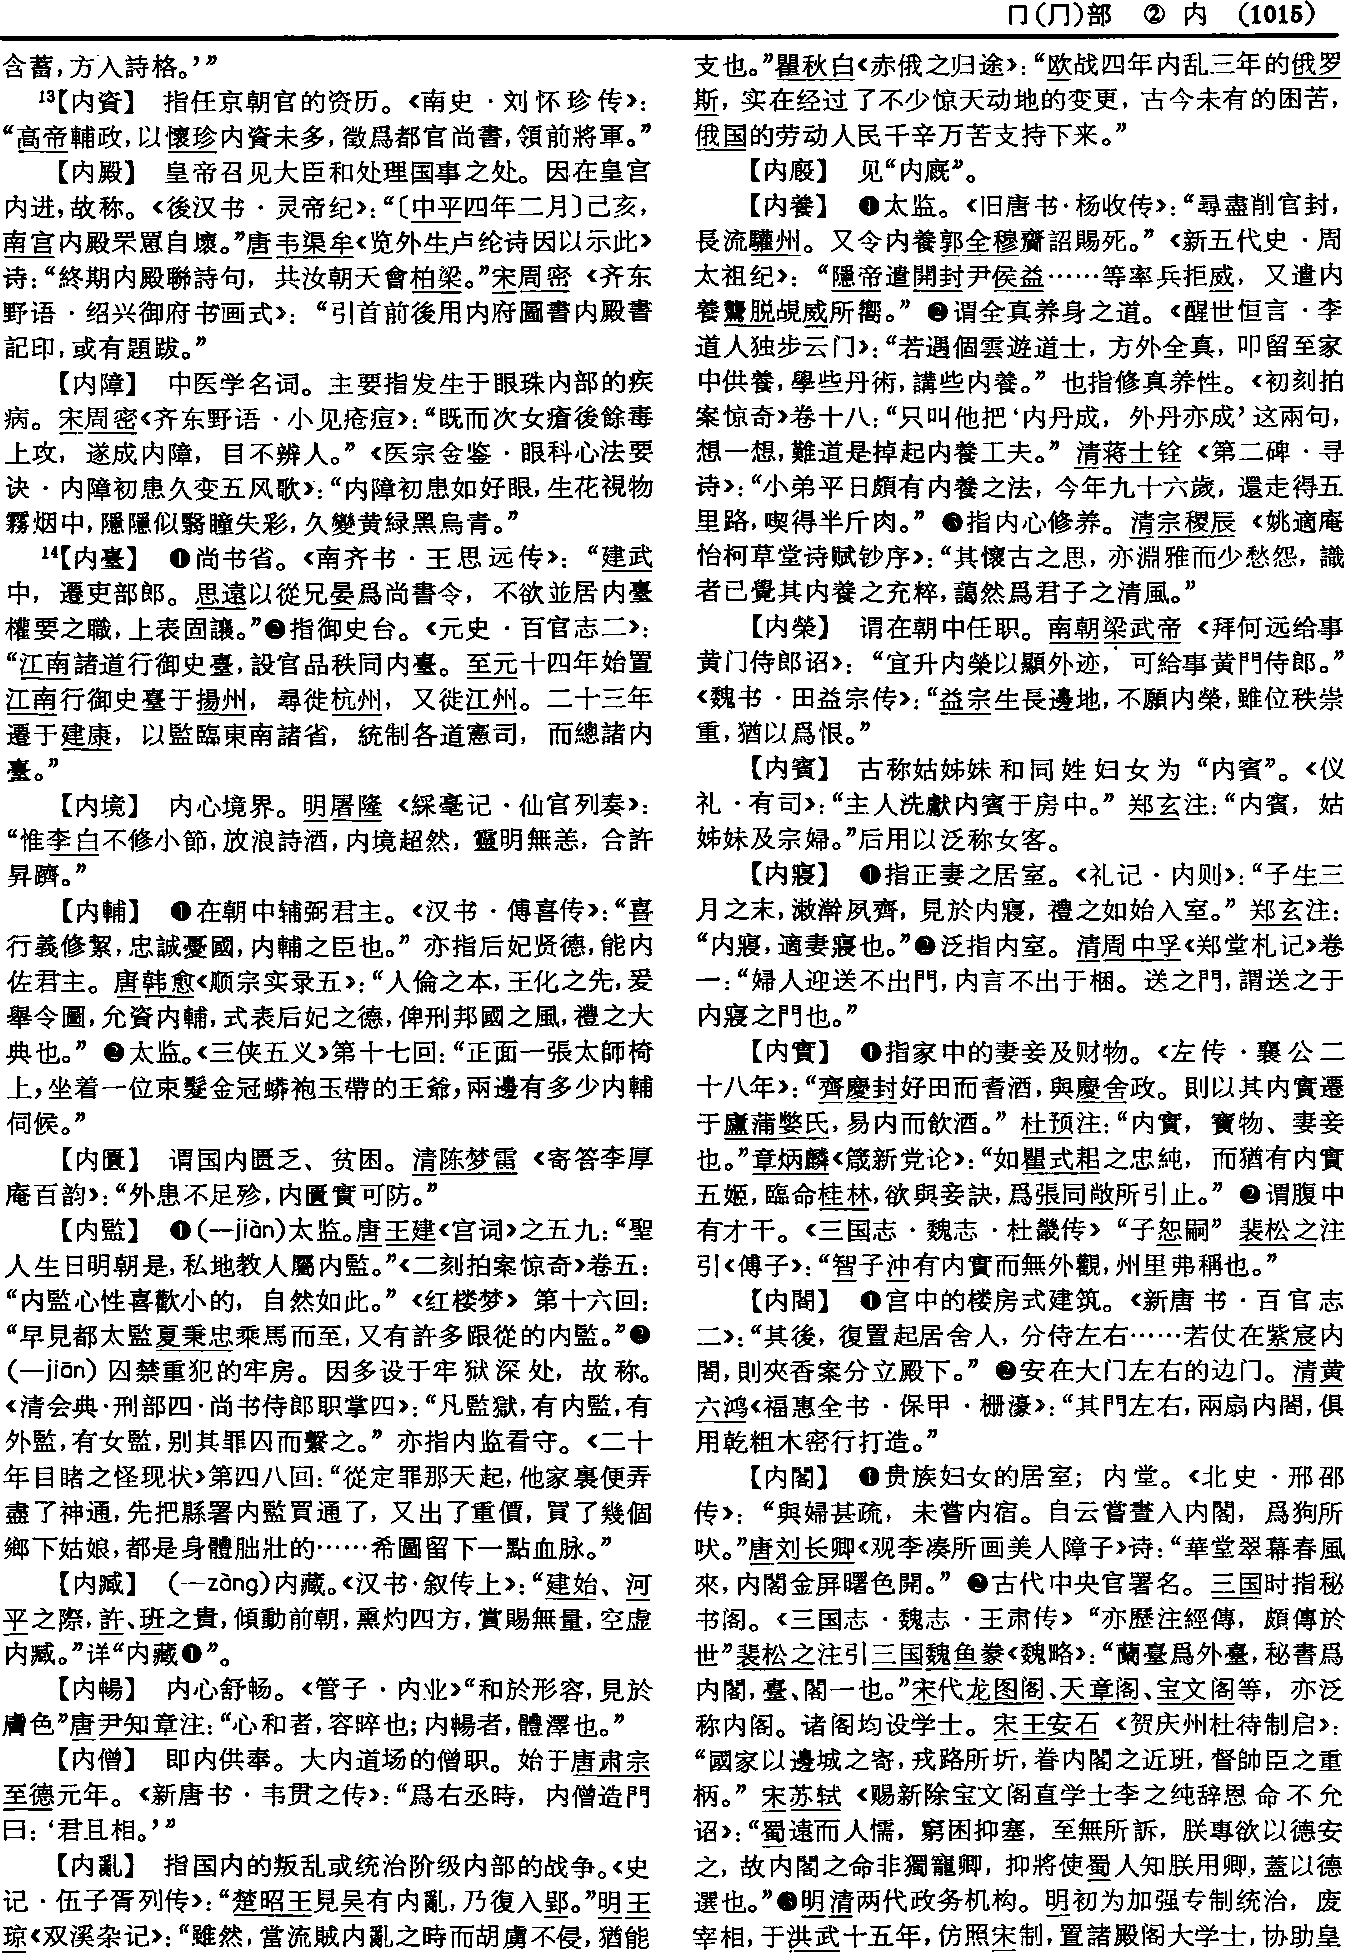 冂(⺆)部　②　内　(1015)
含蓄，方入詩格。’”
13【内資】　指任京朝官的资历。《南史·刘怀珍传》：
“高帝輔政，以懷珍内資未多，徵爲都官尚書，領前將軍。”
【内殿】　皇帝召见大臣和处理国事之处。因在皇宫
内进，故称。《後汉书·灵帝纪》：“〔中平四年二月〕己亥，
南宫内殿罘罳自壞。”唐韦渠牟《览外生卢纶诗因以示此》
诗：“終期内殿聯詩句，共汝朝天會柏梁。”宋周密《齐东
野语·绍兴御府书画式》：“引首前後用内府圖書内殿書
記印，或有題跋。”
【内障】　中医学名词。主要指发生于眼珠内部的疾
病。宋周密《齐东野语·小儿疮痘》：“既而次女瘡後餘毒
上攻，遂成内障，目不辨人。”《医宗金鉴·眼科心法要
诀·内障初患久变五风歌》：“内障初患如好眼，生花視物
霧烟中，隱隱似翳瞳失彩，久變黄緑黑烏青。”
14【内臺】　❶尚书省。《南齐书·王思远传》：“建武
中，遷吏部郎。思遠以從兄晏爲尚書令，不欲並居内臺
權要之職，上表固讓。”❷指御史台。《元史·百官志二》：
“江南諸道行御史臺，設官品秩同内臺。至元十四年始置
江南行御史臺于揚州，尋徙杭州，又徙江州。二十三年
遷于建康，以監臨東南諸省，統制各道憲司，而總諸内
臺。”
【内境】　内心境界。明屠隆《綵毫记·仙官列奏》：
“惟李白不修小節，放浪詩酒，内境超然，靈明無恙，合許
昇躋。”
【内輔】　❶在朝中辅弼君主。《汉书·傅喜传》：“喜
行義修絜，忠誠憂國，内輔之臣也。”亦指后妃贤德，能内
佐君主。唐韩愈《顺宗实录五》：“人倫之本，王化之先，爰
舉令圖，允資内輔，式表后妃之德，俾刑邦國之風，禮之大
典也。”❷太监。《三侠五义》第十七回：“正面一張太師椅
上，坐着一位束髮金冠蟒袍玉帶的王爺，兩邊有多少内輔
伺候。”
【内匱】　谓国内匮乏、贫困。清陈梦雷《寄答李厚
庵百韵》：“外患不足殄，内匱實可防。”
【内監】　❶(—jiàn)太监。唐王建《宫词》之五九：“聖
人生日明朝是，私地教人屬内監。”《二刻拍案惊奇》卷五：
“内監心性喜歡小的，自然如此。”《红楼梦》第十六回：
“早見都太監夏秉忠乘馬而至，又有許多跟從的内監。”❷
(—jiān)囚禁重犯的牢房。因多设于牢狱深处，故称。
《清会典·刑部四·尚书侍郎职掌四》：“凡監獄，有内監，有
外監，有女監，别其罪囚而繫之。”亦指内监看守。《二十
年目睹之怪现状》第四八回：“從定罪那天起，他家裏便弄
盡了神通，先把縣署内監買通了，又出了重價，買了幾個
鄉下姑娘，都是身體朏壯的……希圖留下一點血脉。”
【内臧】　(—zàng)内藏。《汉书·叙传上》：“建始、河
平之際，許、班之貴，傾動前朝，熏灼四方，賞賜無量，空虚
内臧。”详“内藏❶”。
【内暢】　内心舒畅。《管子·内业》“和於形容，見於
膚色”唐尹知章注：“心和者，容晬也；内暢者，體澤也。”
【内僧】　即内供奉。大内道场的僧职。始于唐肃宗
至德元年。《新唐书·韦贯之传》：“爲右丞時，内僧造門
曰：‘君且相。’”
【内亂】　指国内的叛乱或统治阶级内部的战争。《史
记·伍子胥列传》：“楚昭王見吴有内亂，乃復入郢。”明王
琼《双溪杂记》：“雖然，當流賊内亂之時而胡虜不侵，猶能
支也。”瞿秋白《赤俄之归途》：“欧战四年内乱三年的俄罗
斯，实在经过了不少惊天动地的变更，古今未有的困苦，
俄国的劳动人民千辛万苦支持下来。”
【内廏】　见“内廐”。
【内養】　❶太监。《旧唐书·杨收传》：“尋盡削官封，
長流驩州。又令内養郭全穆齎詔賜死。”《新五代史·周
太祖纪》：“隱帝遣開封尹侯益……等率兵拒威，又遣内
養鸗脱覘威所嚮。”❷谓全真养身之道。《醒世恒言·李
道人独步云门》：“若遇個雲遊道士，方外全真，叩留至家
中供養，學些丹術，講些内養。”也指修真养性。《初刻拍
案惊奇》卷十八：“只叫他把‘内丹成，外丹亦成’这兩句，
想一想，難道是掉起内養工夫。”清蒋士铨《第二碑·寻
诗》：“小弟平日頗有内養之法，今年九十六歲，還走得五
里路，喫得半斤肉。”❸指内心修养。清宗稷辰《姚適庵
怡柯草堂诗赋钞序》：“其懷古之思，亦淵雅而少愁怨，識
者已覺其内養之充粹，藹然爲君子之清風。”
【内榮】　谓在朝中任职。南朝梁武帝《拜何远给事
黄门侍郎诏》：“宜升内榮以顯外迹，可給事黄門侍郎。”
《魏书·田益宗传》：“益宗生長邊地，不願内榮，雖位秩崇
重，猶以爲恨。”
【内賓】　古称姑姊妹和同姓妇女为“内賓”。《仪
礼·有司》：“主人洗獻内賓于房中。”郑玄注：“内賓，姑
姊妹及宗婦。”后用以泛称女客。
【内寢】　❶指正妻之居室。《礼记·内则》：“子生三
月之末，漱澣夙齊，見於内寢，禮之如始入室。”郑玄注：
“内寢，適妻寢也。”❷泛指内室。清周中孚《郑堂札记》卷
一：“婦人迎送不出門，内言不出于梱。送之門，謂送之于
内寢之門也。”
【内實】　❶指家中的妻妾及财物。《左传·襄公二
十八年》：“齊慶封好田而耆酒，與慶舍政。則以其内實遷
于盧蒲嫳氏，易内而飲酒。”杜预注：“内實，寶物、妻妾
也。”章炳麟《箴新党论》：“如瞿式耜之忠純，而猶有内實
五姬，臨命桂林，欲與妾訣，爲張同敞所引止。”❷谓腹中
有才干。《三国志·魏志·杜畿传》“子恕嗣”裴松之注
引《傅子》：“智子沖有内實而無外觀，州里弗稱也。”
【内閣】　❶宫中的楼房式建筑。《新唐书·百官志
二》：“其後，復置起居舍人，分侍左右……若仗在紫宸内
閣，則夾香案分立殿下。”❷安在大门左右的边门。清黄
六鸿《福惠全书·保甲·栅濠》：“其門左右，兩扇内閤，俱
用乾粗木密行打造。”
【内閣】　❶贵族妇女的居室；内堂。《北史·邢邵
传》：“與婦甚疏，未嘗内宿。自云嘗晝入内閣，爲狗所
吠。”唐刘长卿《观李凑所画美人障子》诗：“華堂翠幕春風
來，内閣金屏曙色開。”❷古代中央官署名。三国时指秘
书阁。《三国志·魏志·王肃传》“亦歷注經傳，頗傳於
世”裴松之注引三国魏鱼豢《魏略》：“蘭臺爲外臺，秘書爲
内閣，臺、閣一也。”宋代龙图阁、天章阁、宝文阁等，亦泛
称内阁。诸阁均设学士。宋王安石《贺庆州杜待制启》：
“國家以邊城之寄，戎路所圻，眷内閣之近班，督帥臣之重
柄。”宋苏轼《赐新除宝文阁直学士李之纯辞恩命不允
诏》：“蜀遠而人懦，窮困抑塞，至無所訴，朕專欲以德安
之，故内閣之命非獨寵卿，抑將使蜀人知朕用卿，蓋以德
選也。”❸明清两代政务机构。明初为加强专制统治，废
宰相，于洪武十五年，仿照宋制，置諸殿阁大学士，协助皇